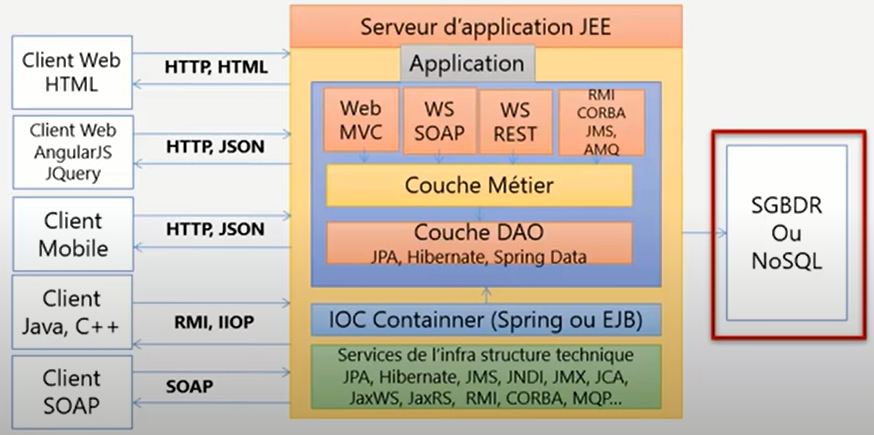 Serveur d'application JEE
Application
Client Web
HTML
HTTP, HTML
Client Web
AngularJS
JQuery
HTTP, JSON
Client
Mobile
HTTP, JSON
Client
Java, C++
RMI, IIOP
Client
SOAP
SOAP
Web
MVC
WS
SOAP
WS
REST
RMI
CORBA
JMS,
AMQ
Couche Métier
Couche DAO
JPA, Hibernate, Spring Data
IOC Containner (Spring ou EJB)
Services de l'infra structure technique
JPA, Hibernate, JMS, JNDI, JMX, JCA,
JaxWS, JaxRS, RMI, CORBA, MQP...
SGBDR
Ou
NoSQL